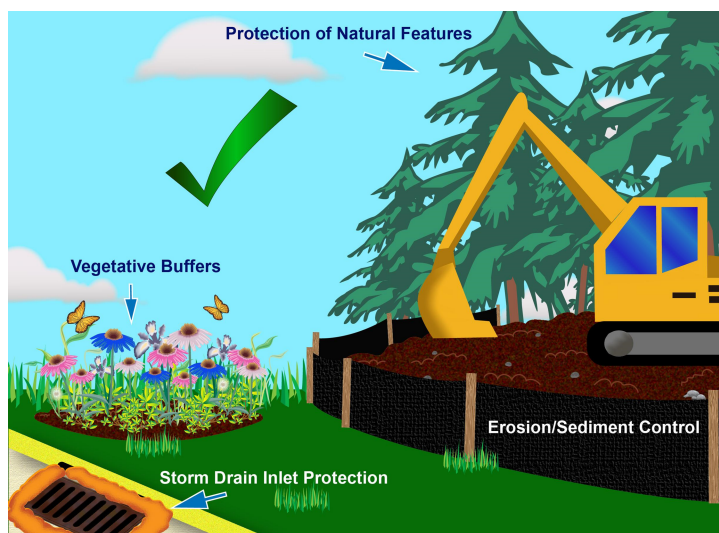 Protection of Natural Features
Vegetative Buffers
Erosion/Sediment Control
Storm Drain Inlet Protection